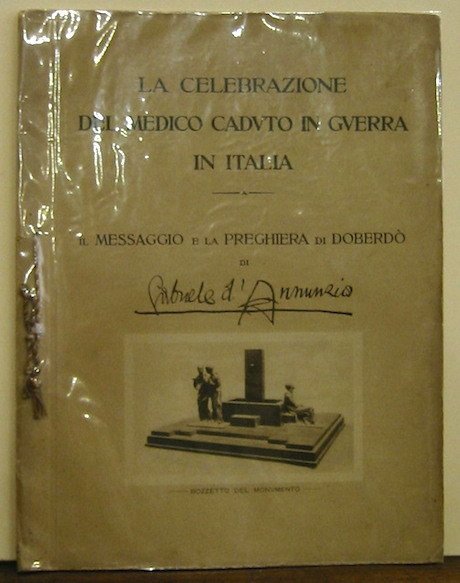 LA CELEBRAZIONE
DEL MEDICO CADVTO IN GVERRA
IN ITALIA
IL MESSAGGIO E LA PREGHIERA DI DOBERDÒ
DI
Gabriele d'Annunzio
BOZZETTO DEL MONUMENTO